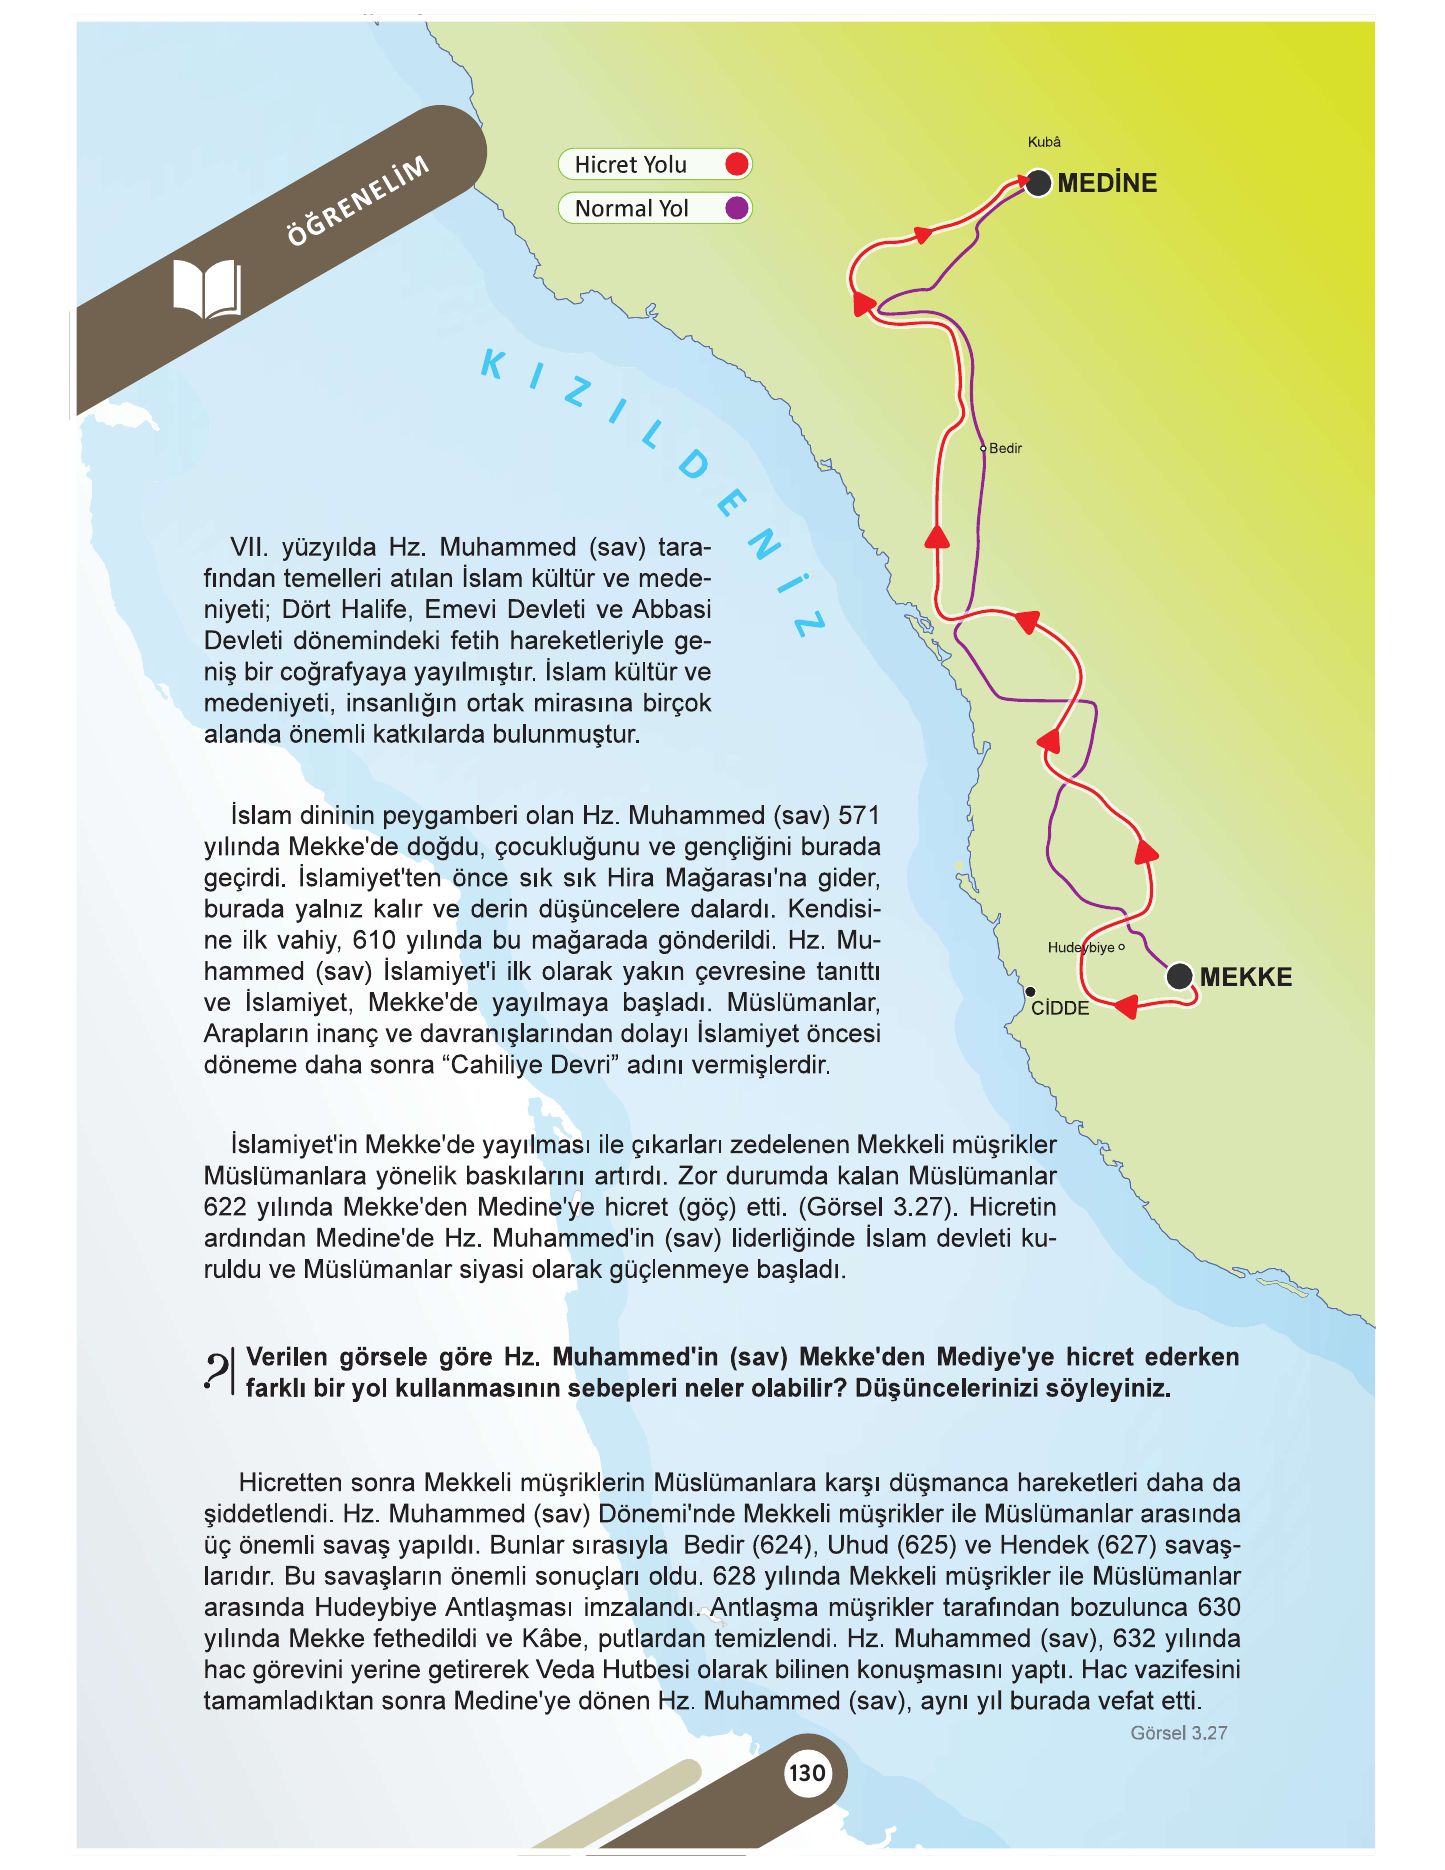 ÖĞRENELİM
Hicret Yolu
Normal Yol
Kubâ
MEDİNE
KIZILDENİZ
Bedir
Hudeybiye
MEKKE
CİDDE
VII. yüzyılda Hz. Muhammed (sav) tara-
fından temelleri atılan İslam kültür ve mede-
niyeti; Dört Halife, Emevi Devleti ve Abbasi
Devleti dönemindeki fetih hareketleriyle ge-
niş bir coğrafyaya yayılmıştır. İslam kültür ve
medeniyeti, insanlığın ortak mirasına birçok
alanda önemli katkılarda bulunmuştur.
İslam dininin peygamberi olan Hz. Muhammed (sav) 571
yılında Mekke'de doğdu, çocukluğunu ve gençliğini burada
geçirdi. İslamiyet'ten önce sık sık Hira Mağarası'na gider,
burada yalnız kalır ve derin düşüncelere dalardı. Kendisi-
ne ilk vahiy, 610 yılında bu mağarada gönderildi. Hz. Mu-
hammed (sav) İslamiyet'i ilk olarak yakın çevresine tanıttı
ve İslamiyet, Mekke'de yayılmaya başladı. Müslümanlar,
Arapların inanç ve davranışlarından dolayı İslamiyet öncesi
döneme daha sonra “Cahiliye Devri” adını vermişlerdir.
İslamiyet'in Mekke'de yayılması ile çıkarları zedelenen Mekkeli müşrikler
Müslümanlara yönelik baskılarını artırdı. Zor durumda kalan Müslümanlar
622 yılında Mekke'den Medine'ye hicret (göç) etti. (Görsel 3.27). Hicretin
ardından Medine'de Hz. Muhammed'in (sav) liderliğinde İslam devleti ku-
ruldu ve Müslümanlar siyasi olarak güçlenmeye başladı.
Verilen görsele göre Hz. Muhammed'in (sav) Mekke'den Mediye'ye hicret ederken
farklı bir yol kullanmasının sebepleri neler olabilir? Düşüncelerinizi söyleyiniz.
Hicretten sonra Mekkeli müşriklerin Müslümanlara karşı düşmanca hareketleri daha da
şiddetlendi. Hz. Muhammed (sav) Dönemi'nde Mekkeli müşrikler ile Müslümanlar arasında
üç önemli savaş yapıldı. Bunlar sırasıyla Bedir (624), Uhud (625) ve Hendek (627) savaş-
larıdır. Bu savaşların önemli sonuçları oldu. 628 yılında Mekkeli müşrikler ile Müslümanlar
arasında Hudeybiye Antlaşması imzalandı. Antlaşma müşrikler tarafından bozulunca 630
yılında Mekke fethedildi ve Kâbe, putlardan temizlendi. Hz. Muhammed (sav), 632 yılında
hac görevini yerine getirerek Veda Hutbesi olarak bilinen konuşmasını yaptı. Hac vazifesini
tamamladıktan sonra Medine'ye dönen Hz. Muhammed (sav), aynı yıl burada vefat etti.
Görsel 3.27
130